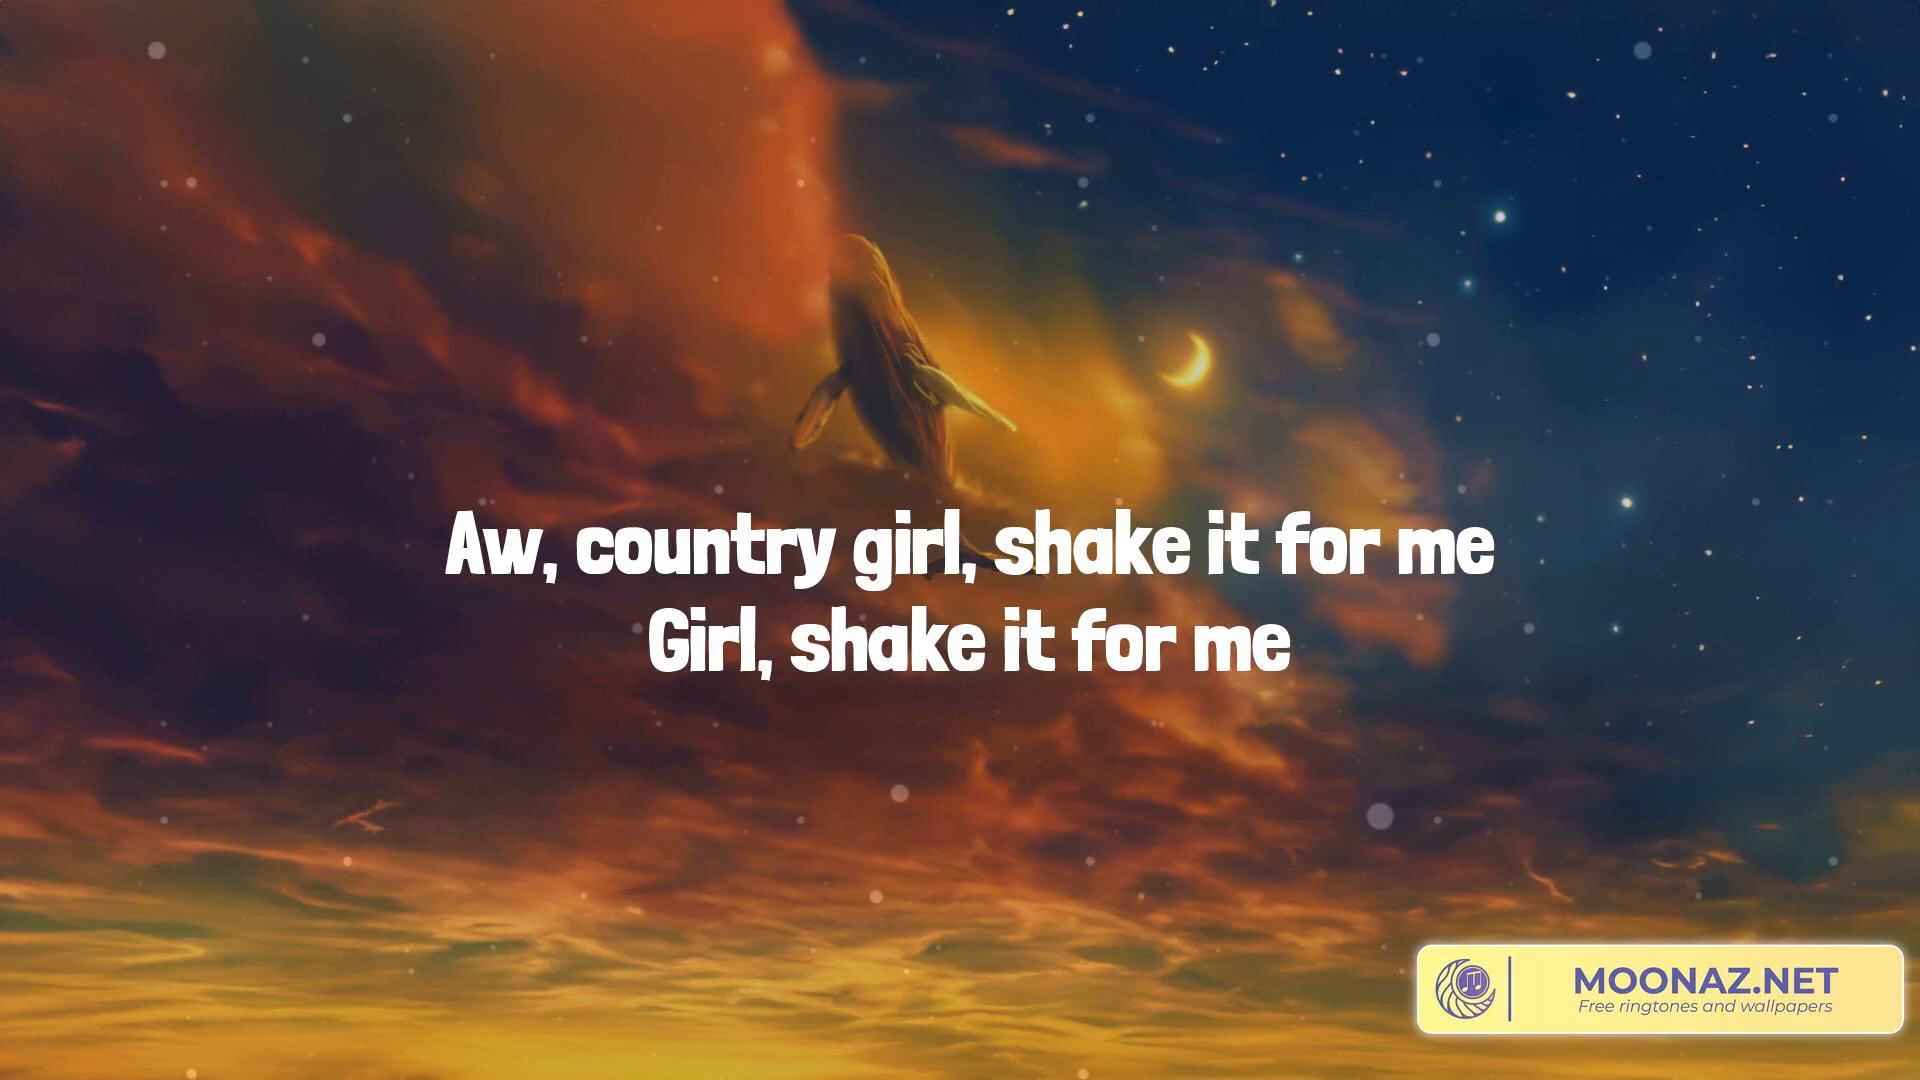 Aw, country girl, shake it for me
Girl, shake it for me
MOONAZ.NET
Free ringtones and wallpapers